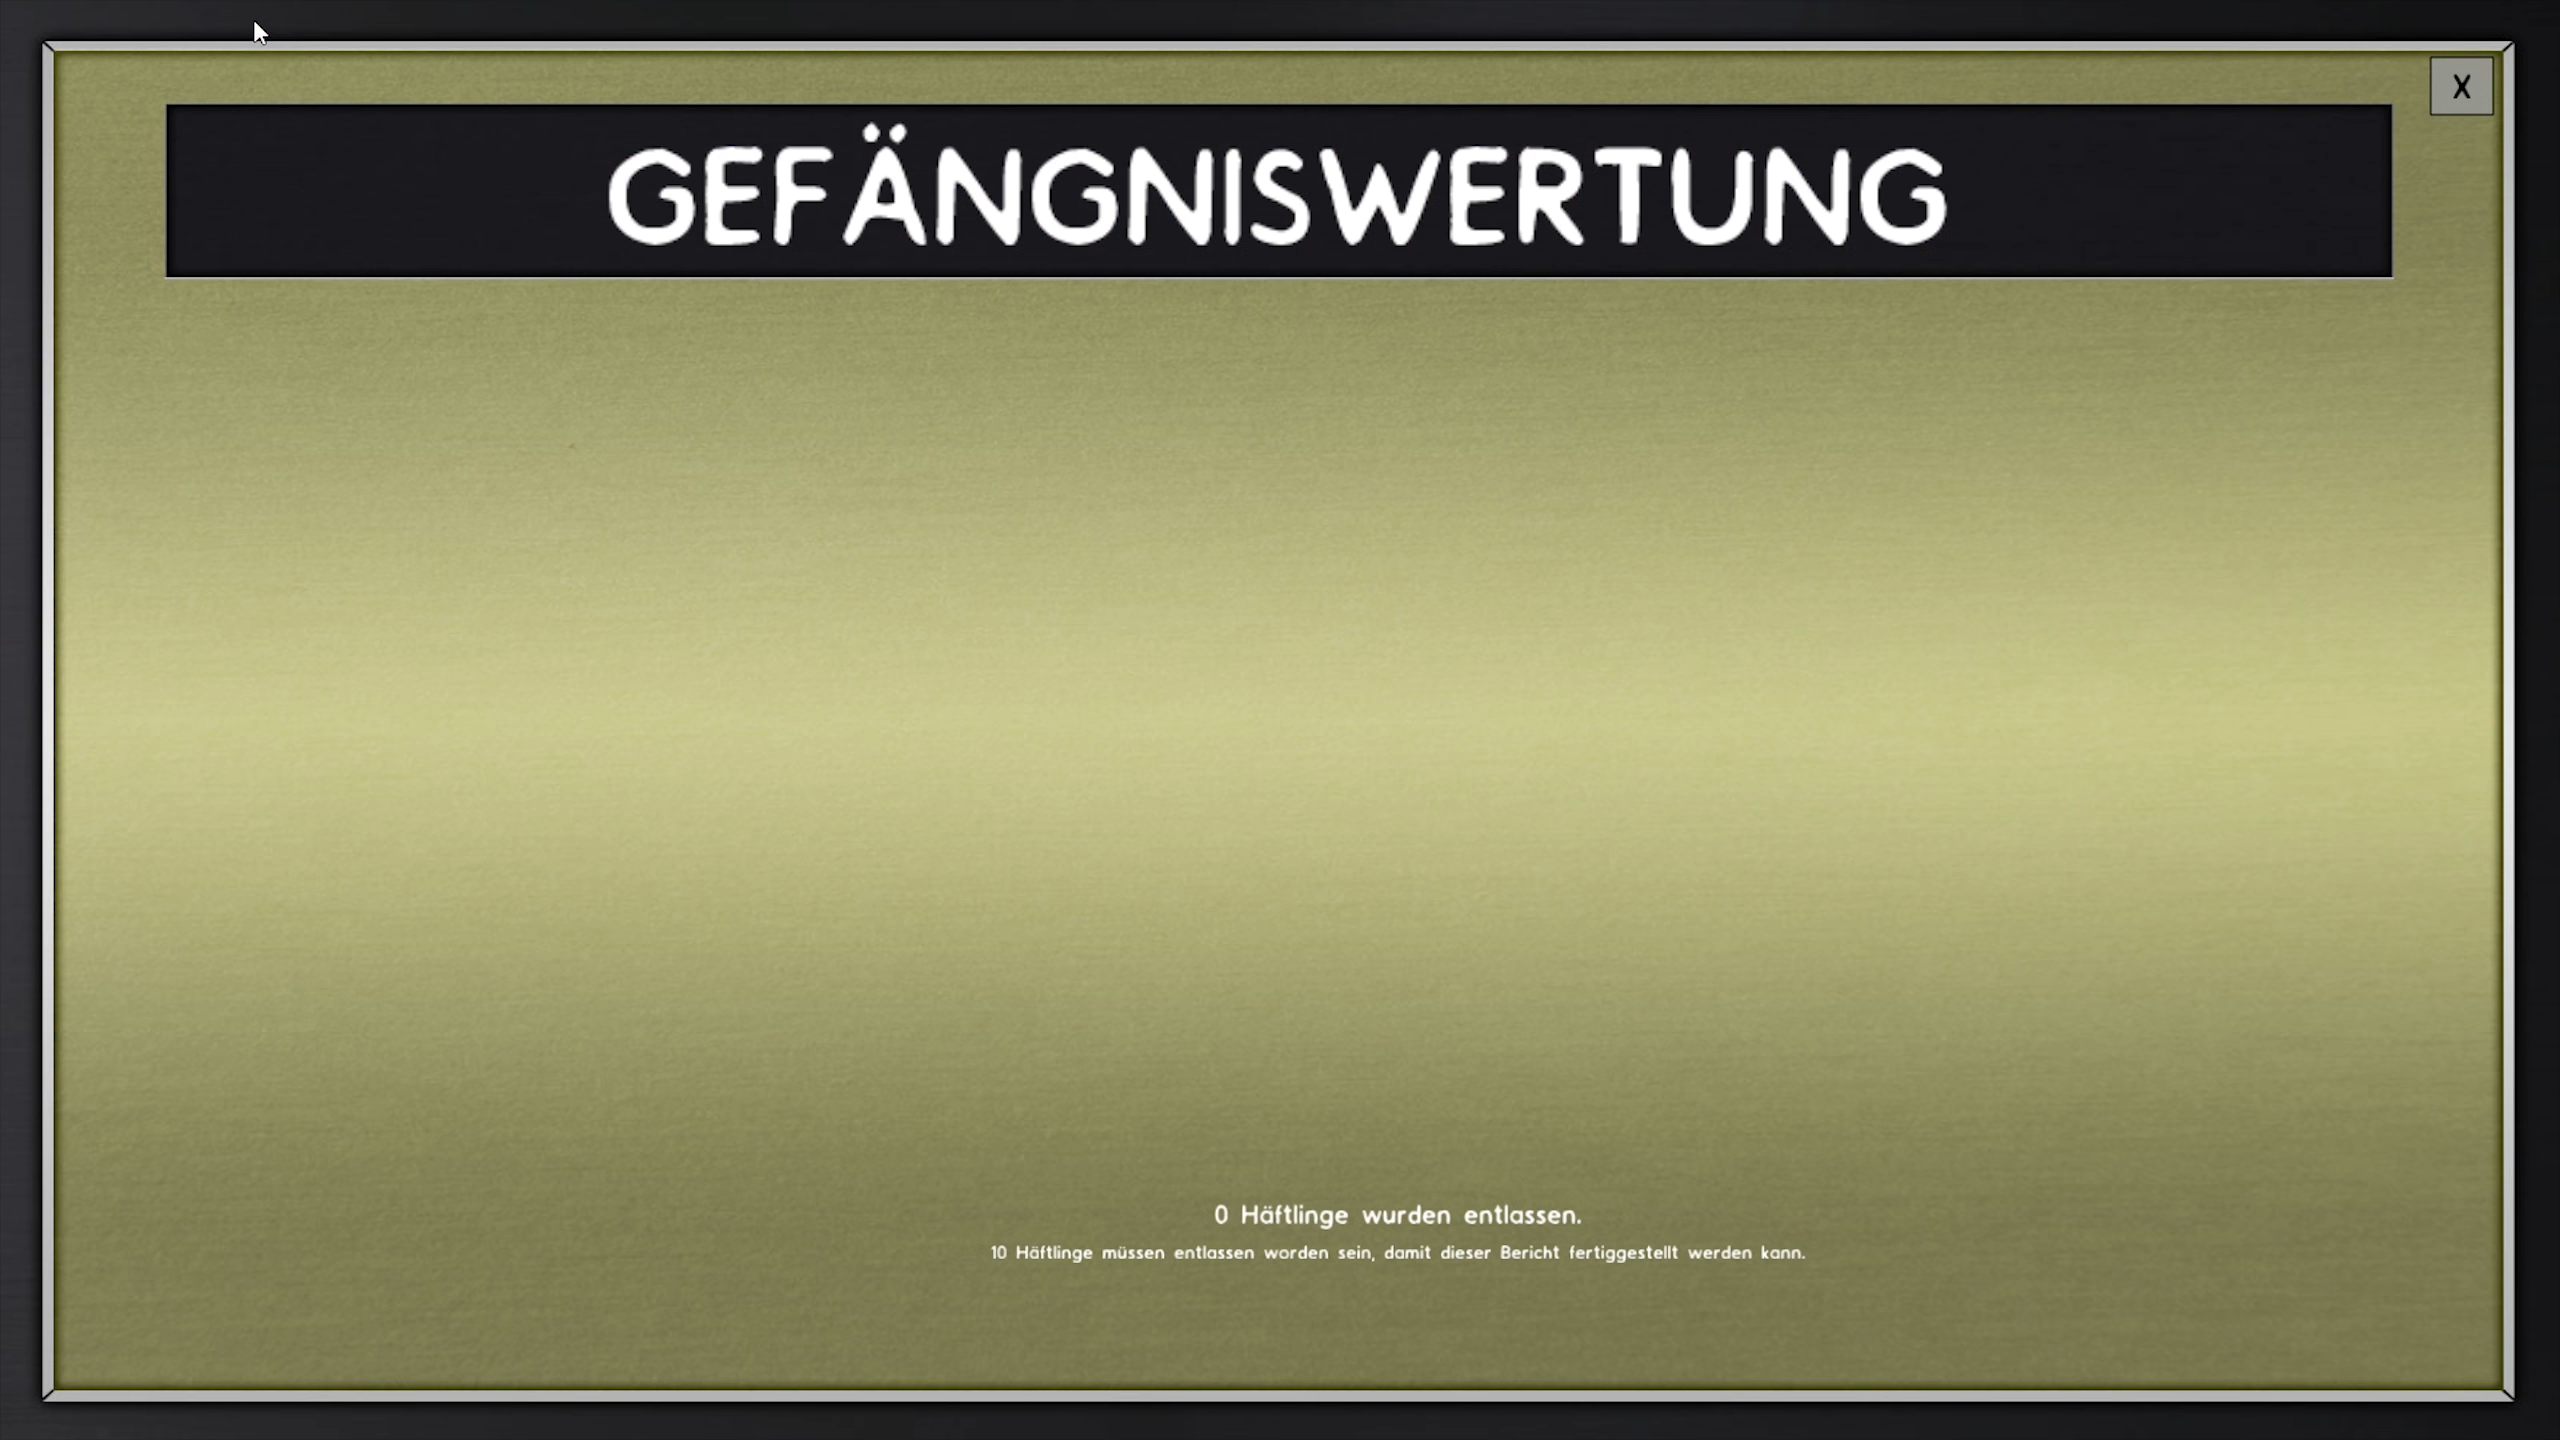 X
GEFÄNGNISWERTUNG
0 Häftlinge wurden entlassen.
10 Häftlinge müssen entlassen worden sein, damit dieser Bericht fertiggestellt werden kann.